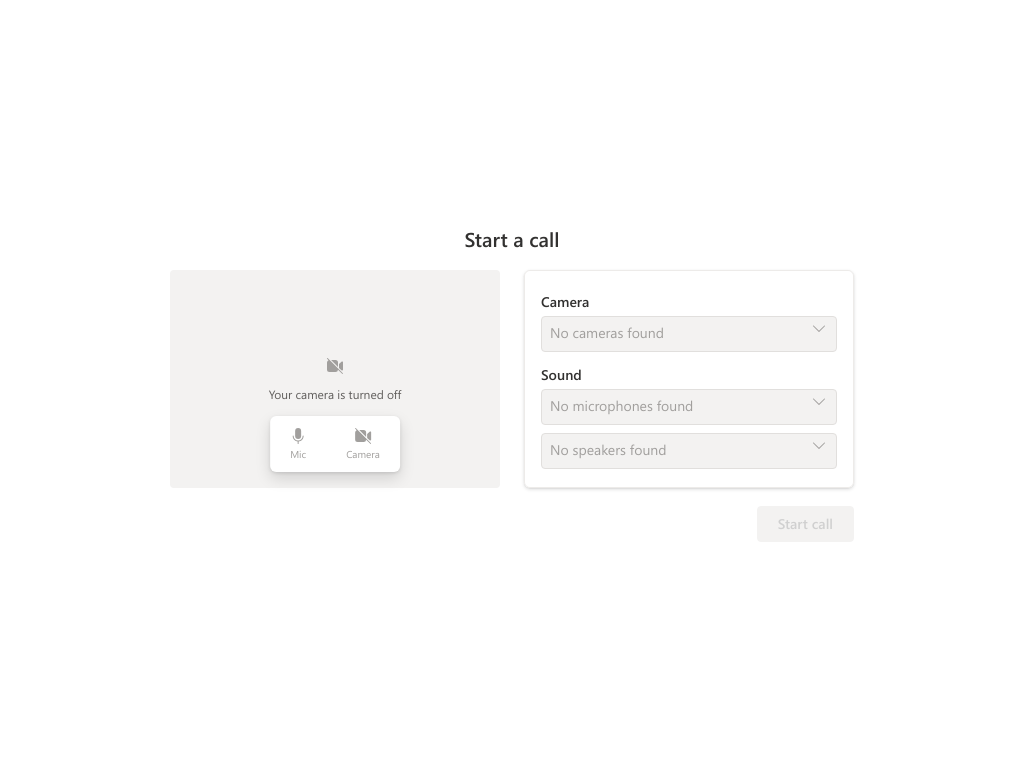 Start a call
Your camera is turned off
Mic
Camera
Camera
No cameras found
Sound
No microphones found
No speakers found
Start call